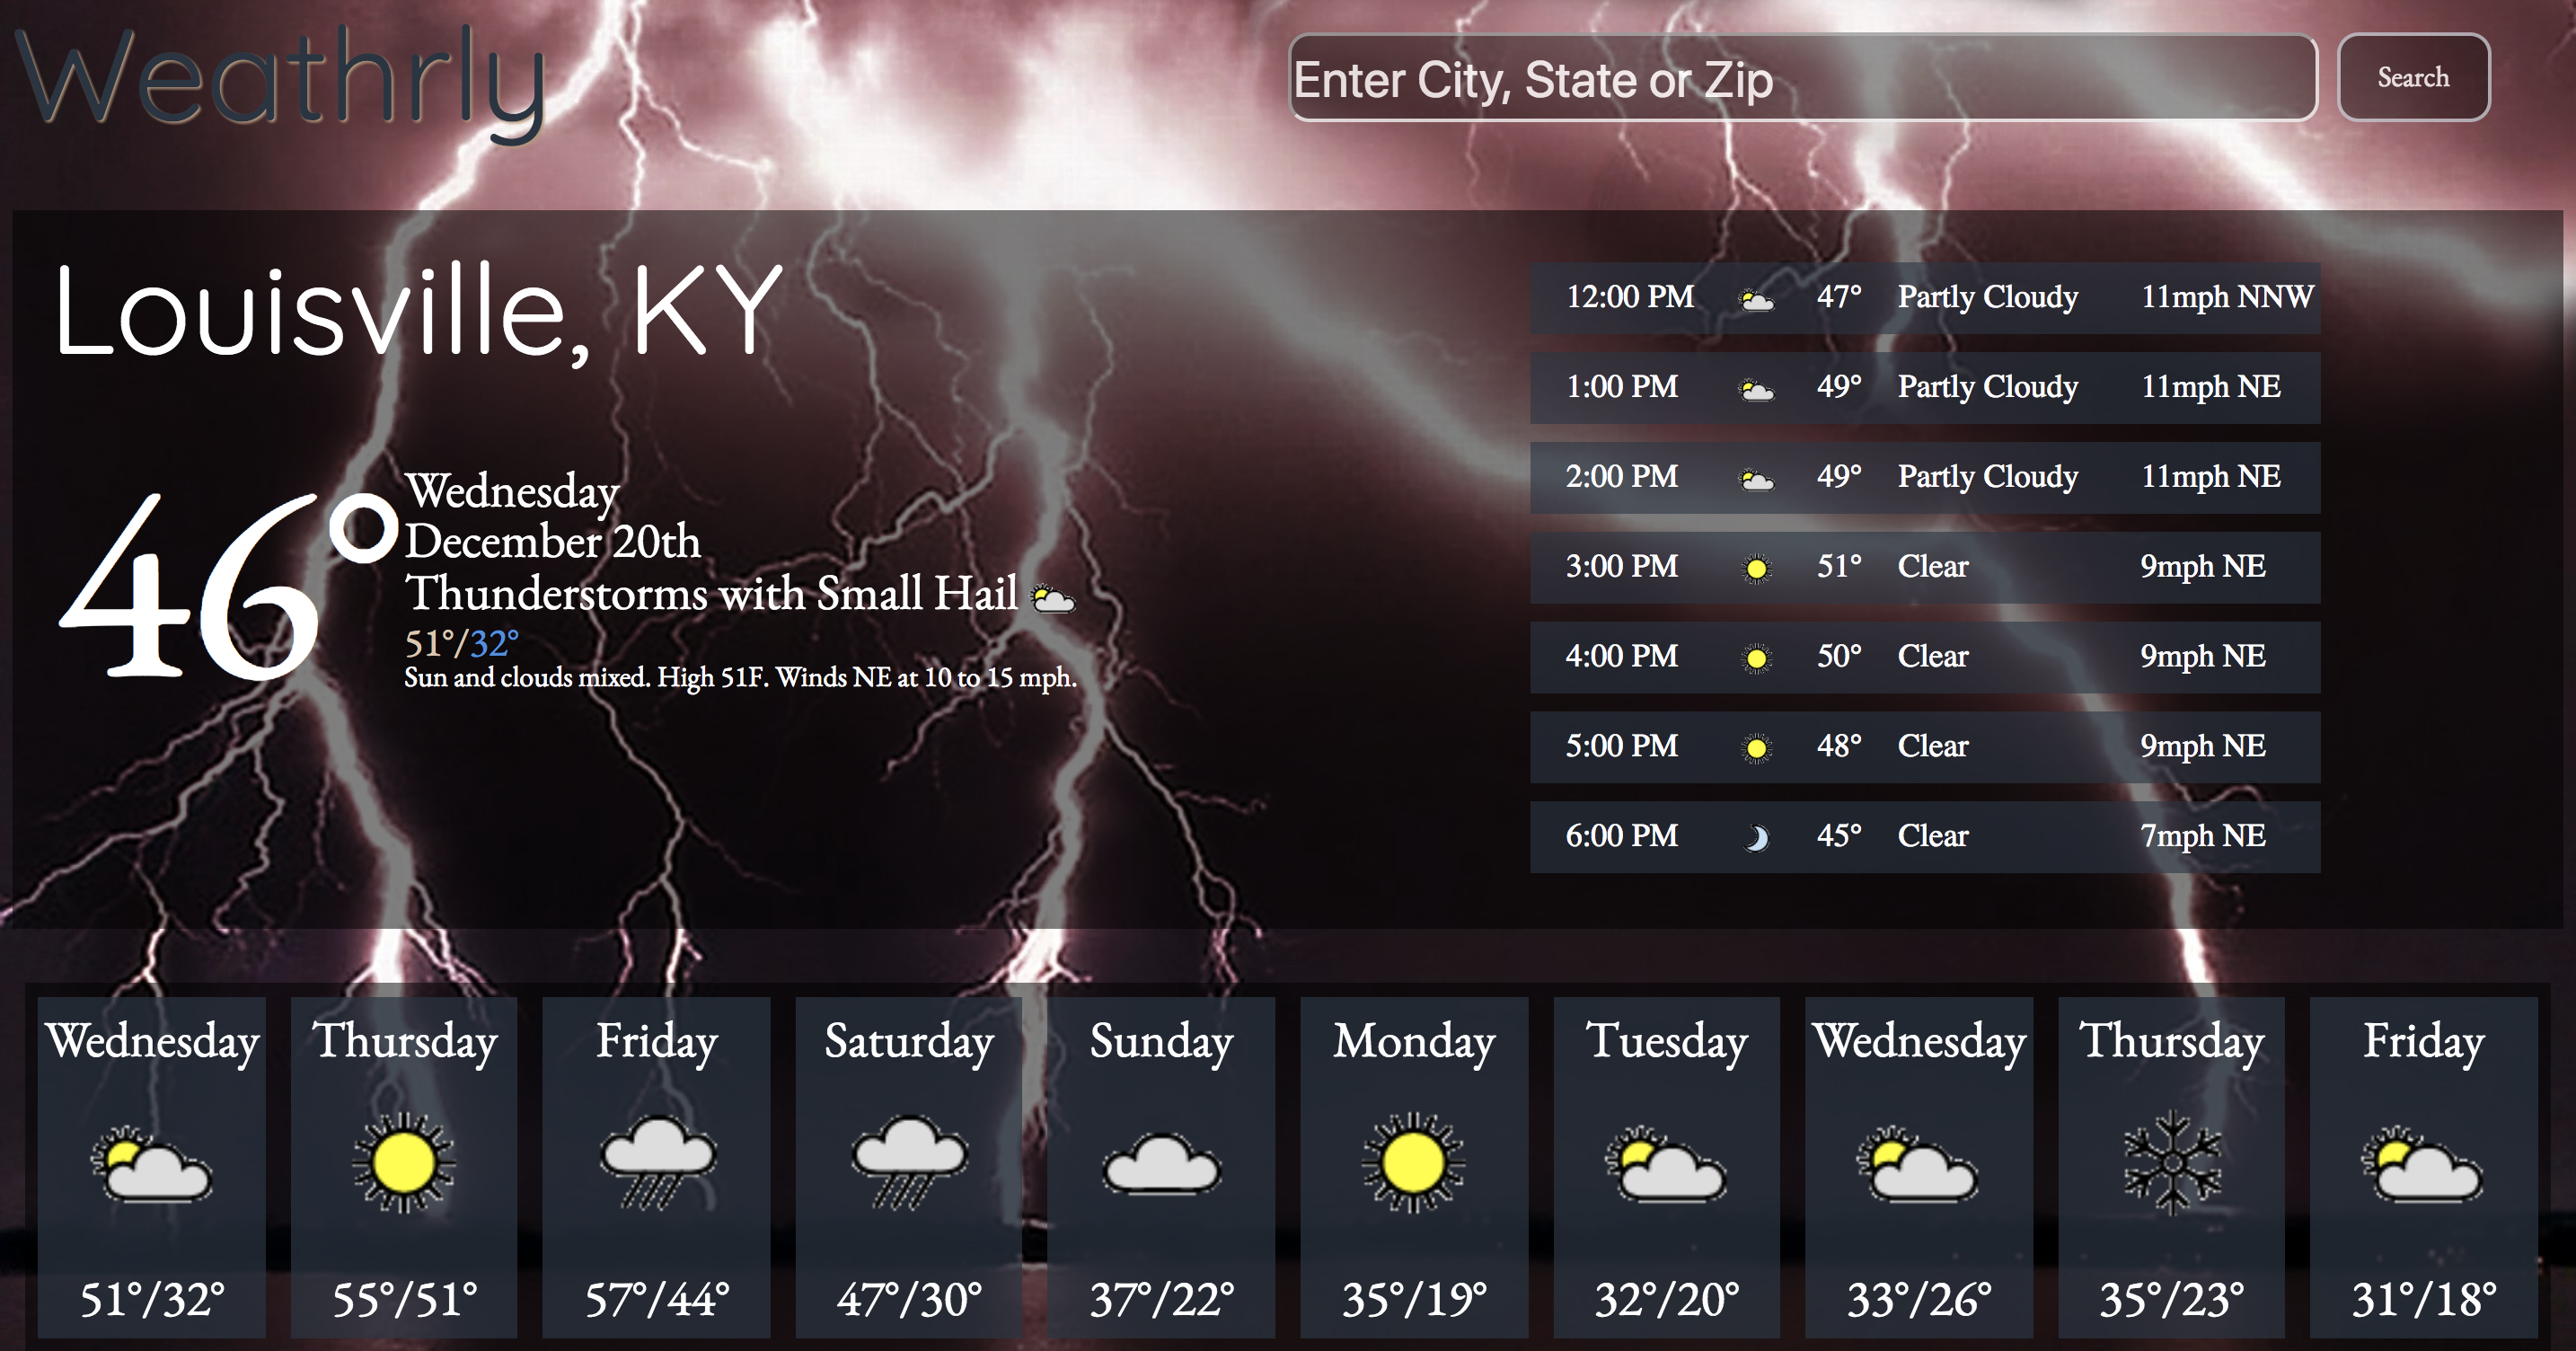 Weathrly
Enter City, State or Zip
Search
Louisville, KY
46°
Wednesday
December 20th
Thunderstorms with Small Hail
51°/32°
Sun and clouds mixed. High 51F. Winds NE at 10 to 15 mph.
12:00 PM 47° Partly Cloudy 11mph NNW
1:00 PM 49° Partly Cloudy 11mph NE
2:00 PM 49° Partly Cloudy 11mph NE
3:00 PM 51° Clear 9mph NE
4:00 PM 50° Clear 9mph NE
5:00 PM 48° Clear 9mph NE
6:00 PM 45° Clear 7mph NE
Wednesday Thursday Friday Saturday Sunday Monday Tuesday Wednesday Thursday Friday
51°/32° 55°/51° 57°/44° 47°/30° 37°/22° 35°/19° 32°/20° 33°/26° 35°/23° 31°/18°